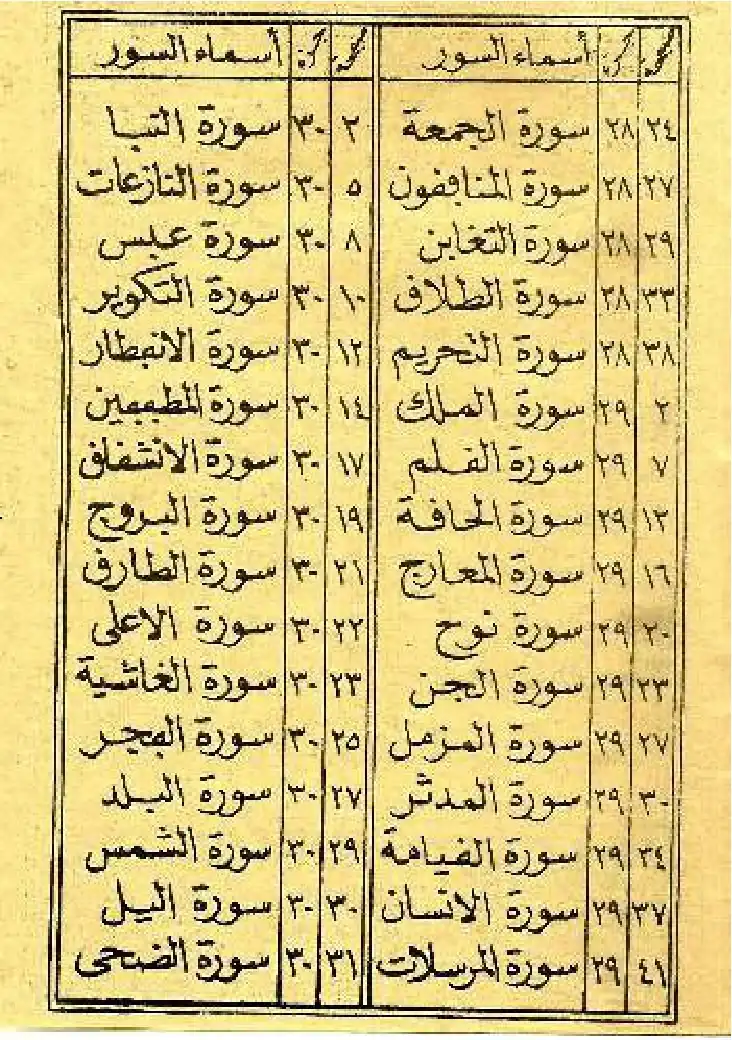 أسماء السور
٢٤ ٢٨ سورة الجمعة
٢٧ ٢٨ سورة المنافقون
٢٩ ٢٨ سورة التغابن
٣٣ ٢٨ سورة الطلاق
٣٨ ٢٨ سورة التحريم
٢ ٢٩ سورة الملك
٧ ٢٩ سورة القلم
١٢ ٢٩ سورة الحاقة
١٦ ٢٩ سورة المعارج
٢٠ ٢٩ سورة نوح
٢٣ ٢٩ سورة الجن
٢٧ ٢٩ سورة المزمل
٣٠ ٢٩ سورة المدثر
٣٤ ٢٩ سورة القيامة
٣٧ ٢٩ سورة الانسان
٤١ ٢٩ سورة المرسلات
أسماء السور
٢ ٣٠ سورة النبا
٥ ٣٠ سورة النازعات
٨ ٣٠ سورة عبس
١٠ ٣٠ سورة التكوير
١٢ ٣٠ سورة الانفطار
١٤ ٣٠ سورة المطففين
١٧ ٣٠ سورة الانشقاق
١٩ ٣٠ سورة البروج
٢١ ٣٠ سورة الطارق
٢٢ ٣٠ سورة الاعلى
٢٣ ٣٠ سورة الغاشية
٢٥ ٣٠ سورة الفجر
٢٧ ٣٠ سورة البلد
٢٩ ٣٠ سورة الشمس
٣٠ ٣٠ سورة اليل
٣١ ٣٠ سورة الضحى